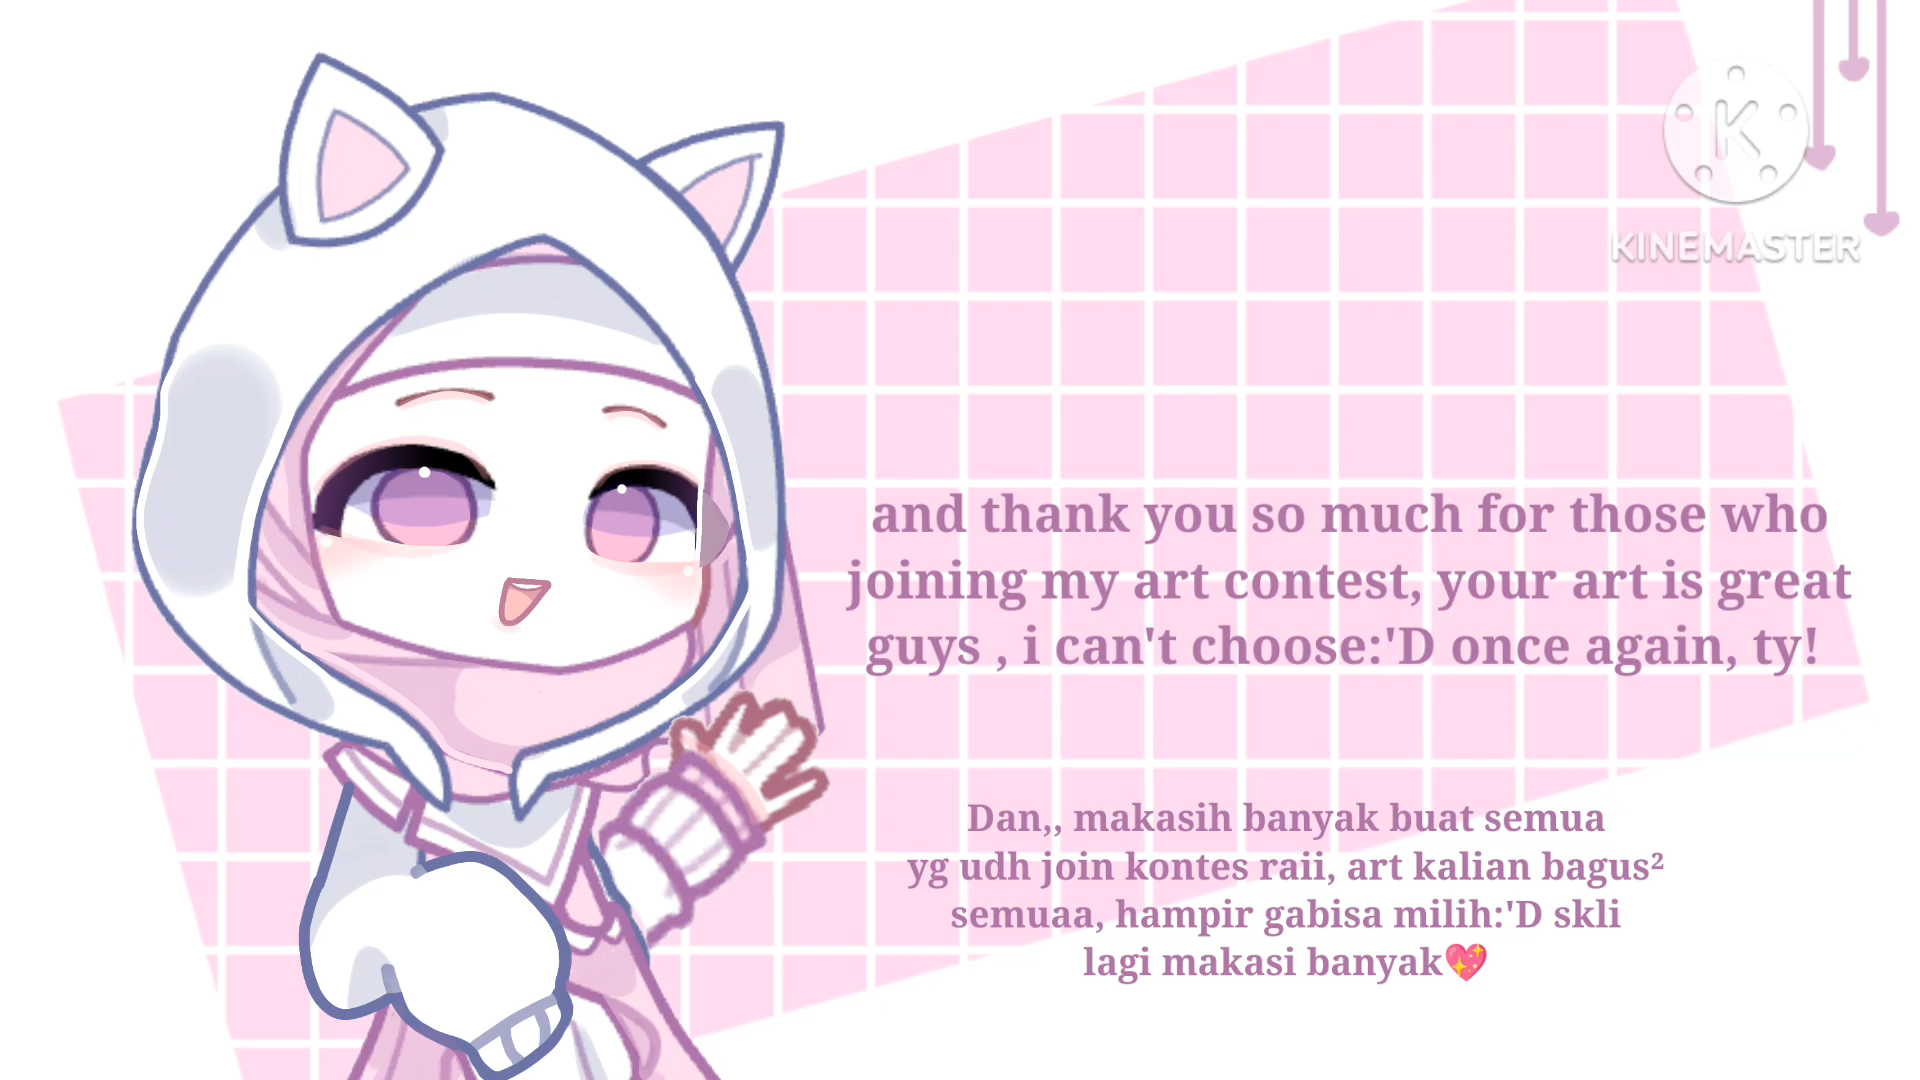 K
KINEMASTER
and thank you so much for those who
joining my art contest, your art is great
guys , i can't choose:'D once again, ty!
Dan,, makasih banyak buat semua
yg udh join kontes raii, art kalian bagus²
semuaa, hampir gabisa milih:'D skli
lagi makasi banyak💖